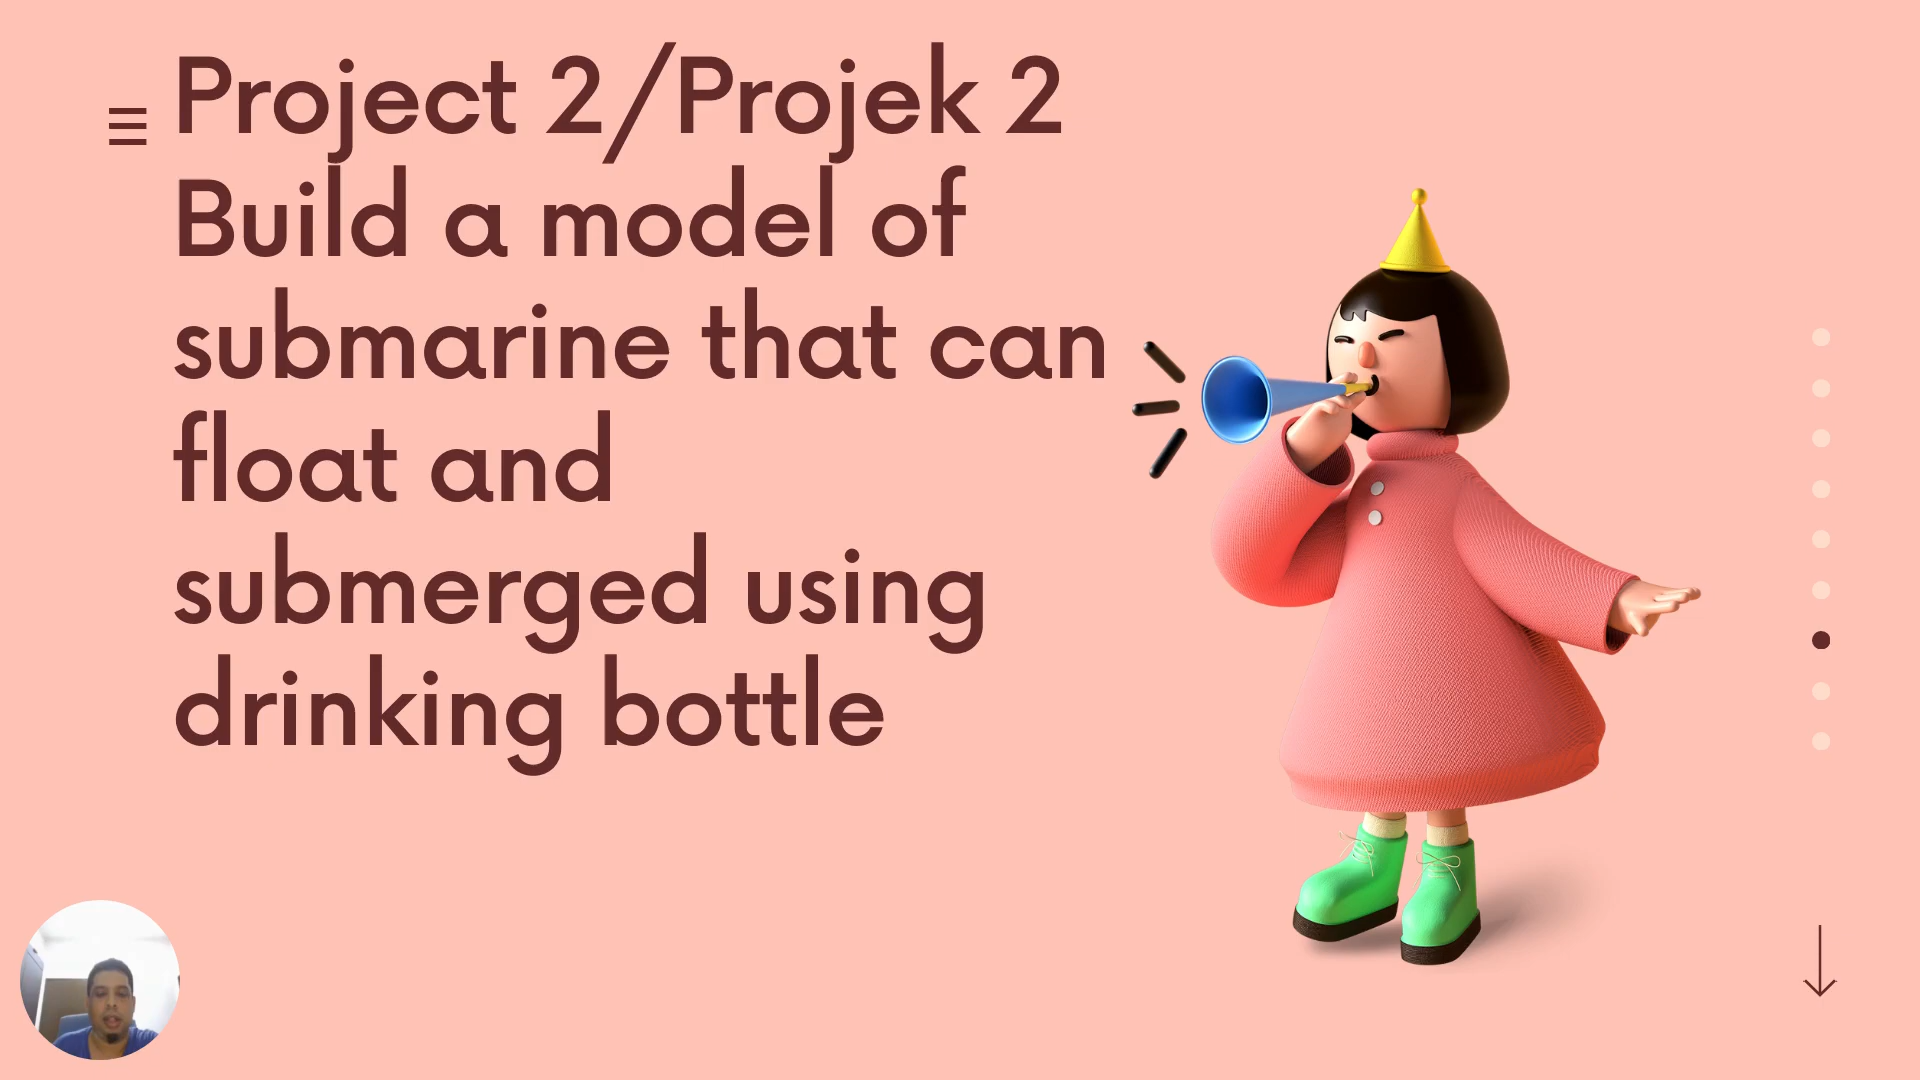 Project 2/Projek 2
Build a model of
submarine that can
float and
submerged using
drinking bottle